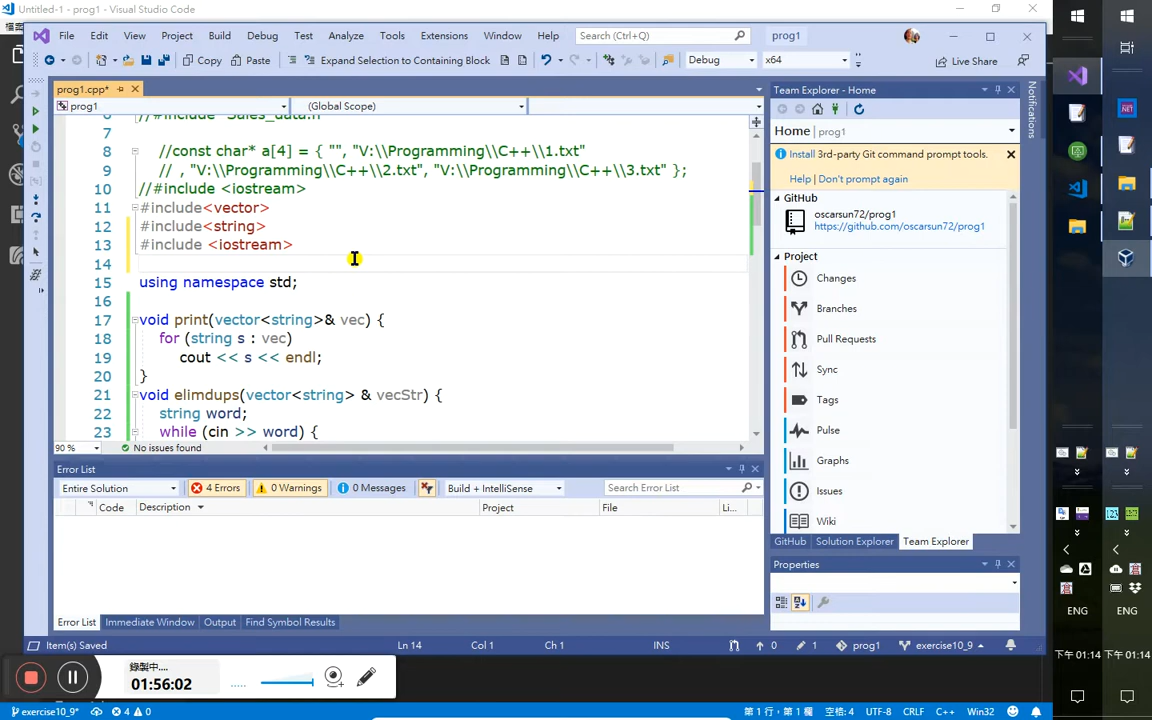 Untitled-1 - prog1 - Visual Studio Code
File Edit View Project Build Debug Test Analyze Tools Extensions Window Help Search (Ctrl+Q) prog1
Copy Paste Expand Selection to Containing Block Debug x64 Live Share
prog1.cpp*
prog1 (Global Scope)
6 //#include "Sales_data.h"
7
8 //const char* a[4] = { "", "V:\\Programming\\C++\\1.txt"
9 // , "V:\\Programming\\C++\\2.txt", "V:\\Programming\\C++\\3.txt" };
10 //#include <iostream>
11 #include<vector>
12 #include<string>
13 #include <iostream>
14
15 using namespace std;
16
17 void print(vector<string>& vec) {
18 for (string s : vec)
19 cout << s << endl;
20 }
21 void elimdups(vector<string> & vecStr) {
22 string word;
23 while (cin >> word) {
90 % No issues found
Error List
Entire Solution 4 Errors 0 Warnings 0 Messages Build + IntelliSense Search Error List
Code Description Project File Li...
Error List Immediate Window Output Find Symbol Results
Team Explorer - Home
Home prog1
Install 3rd-party Git command prompt tools.
Help | Don't prompt again
GitHub
oscarsun72/prog1
https://github.com/oscarsun72/prog1
Project
Changes
Branches
Pull Requests
Sync
Tags
Pulse
Graphs
Issues
Wiki
GitHub Solution Explorer Team Explorer
Properties
Notifications
Item(s) Saved Ln 14 Col 1 Ch 1 INS 0 1 prog1 exercise10_9
錄製中....
01:56:02
exercise10_9* 4 0 第 1 行，第 1 欄 空格: 4 UTF-8 CRLF C++ Win32
ENG ENG
下午 01:14 下午 01:14